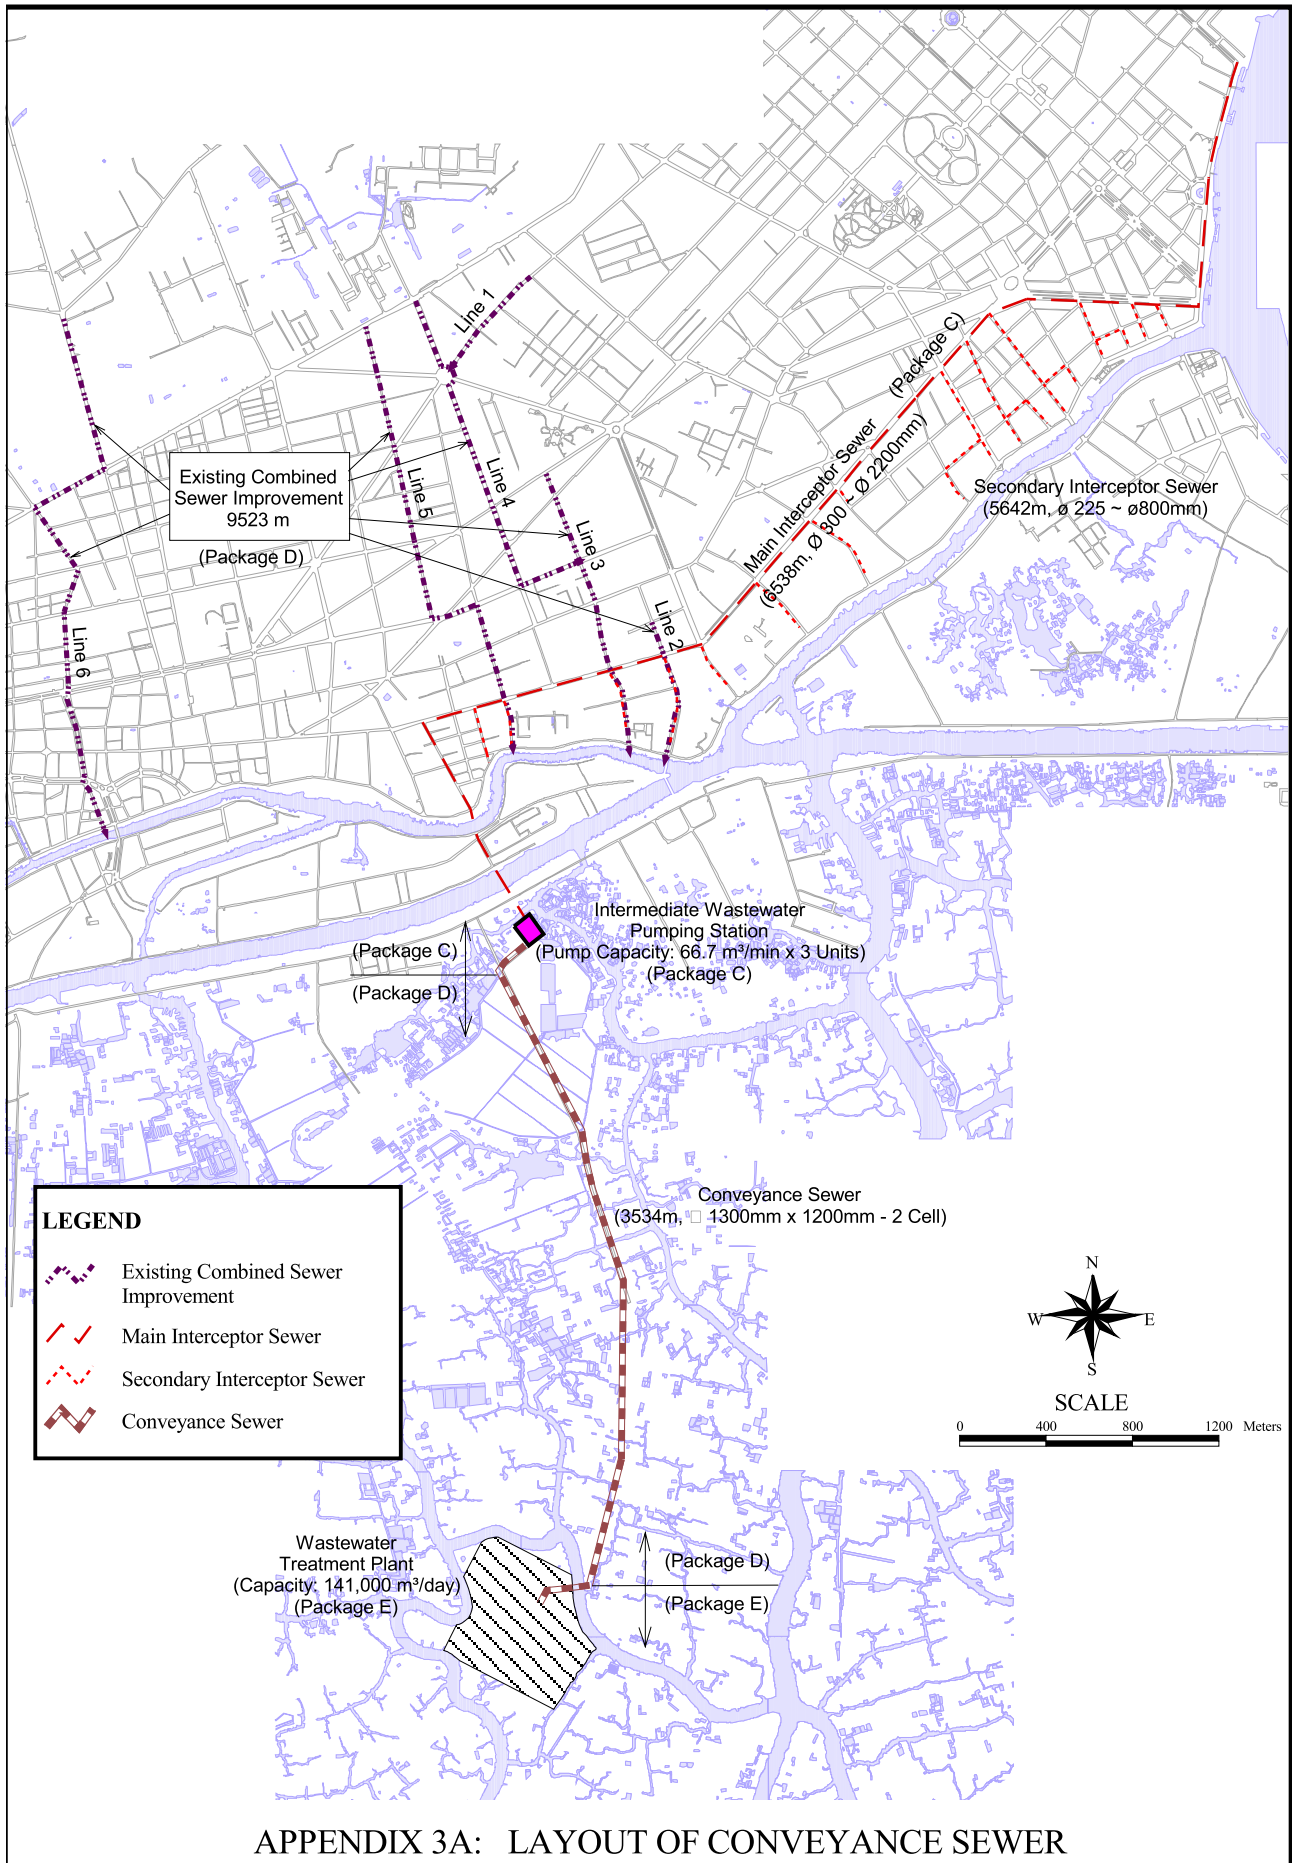 Line 1
(Package C)
Main Interceptor Sewer
(6538m, Ø 800 ~ Ø 2200mm)
Existing Combined
Sewer Improvement
9523 m
(Package D)
Line 5
Line 4
Line 3
Line 2
Line 6
Secondary Interceptor Sewer
(5642m, ø 225 ~ ø800mm)
Intermediate Wastewater
Pumping Station
(Pump Capacity: 66.7 m³/min x 3 Units)
(Package C)
(Package C)
(Package D)
Conveyance Sewer
(3534m, □ 1300mm x 1200mm - 2 Cell)
LEGEND
Existing Combined Sewer
Improvement
Main Interceptor Sewer
Secondary Interceptor Sewer
Conveyance Sewer
N
W E
S
SCALE
0 400 800 1200 Meters
Wastewater
Treatment Plant
(Capacity: 141,000 m³/day)
(Package E)
(Package D)
(Package E)
APPENDIX 3A: LAYOUT OF CONVEYANCE SEWER